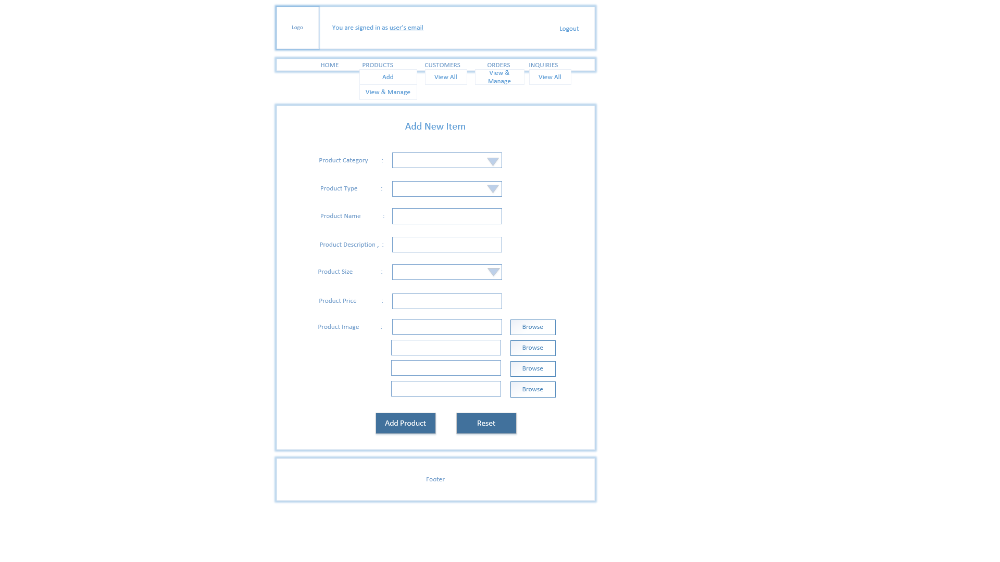 Logo
You are signed in as user's email
Logout
HOME PRODUCTS CUSTOMERS ORDERS INQUIRIES
Add
View All
View &
Manage
View All
View & Manage
Add New Item
Product Category :
Product Type :
Product Name :
Product Description , :
Product Size :
Product Price :
Product Image : Browse
Browse
Browse
Browse
Add Product Reset
Footer